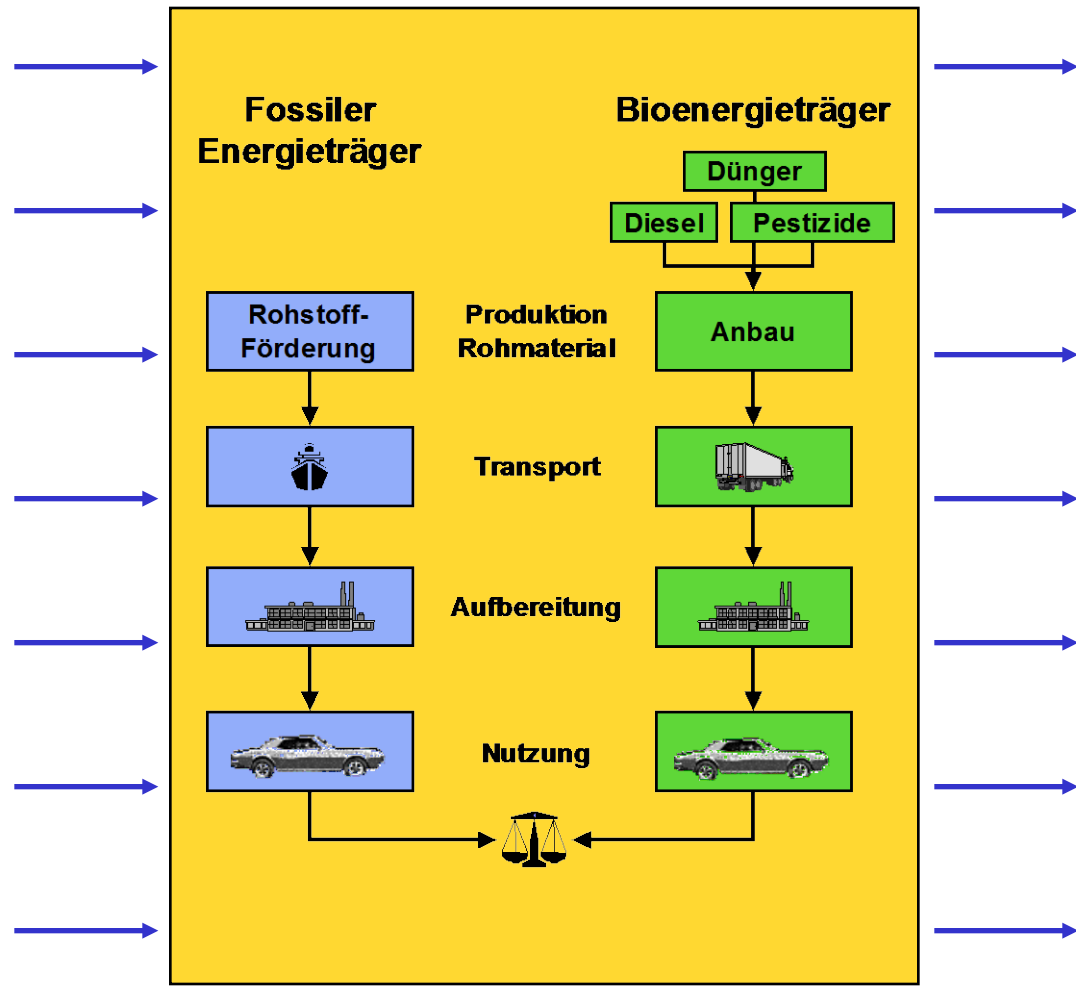 Fossiler
Energieträger
Bioenergieträger
Dünger
Diesel
Pestizide
Rohstoff-
Förderung
Produktion
Rohmaterial
Anbau
Transport
Aufbereitung
Nutzung